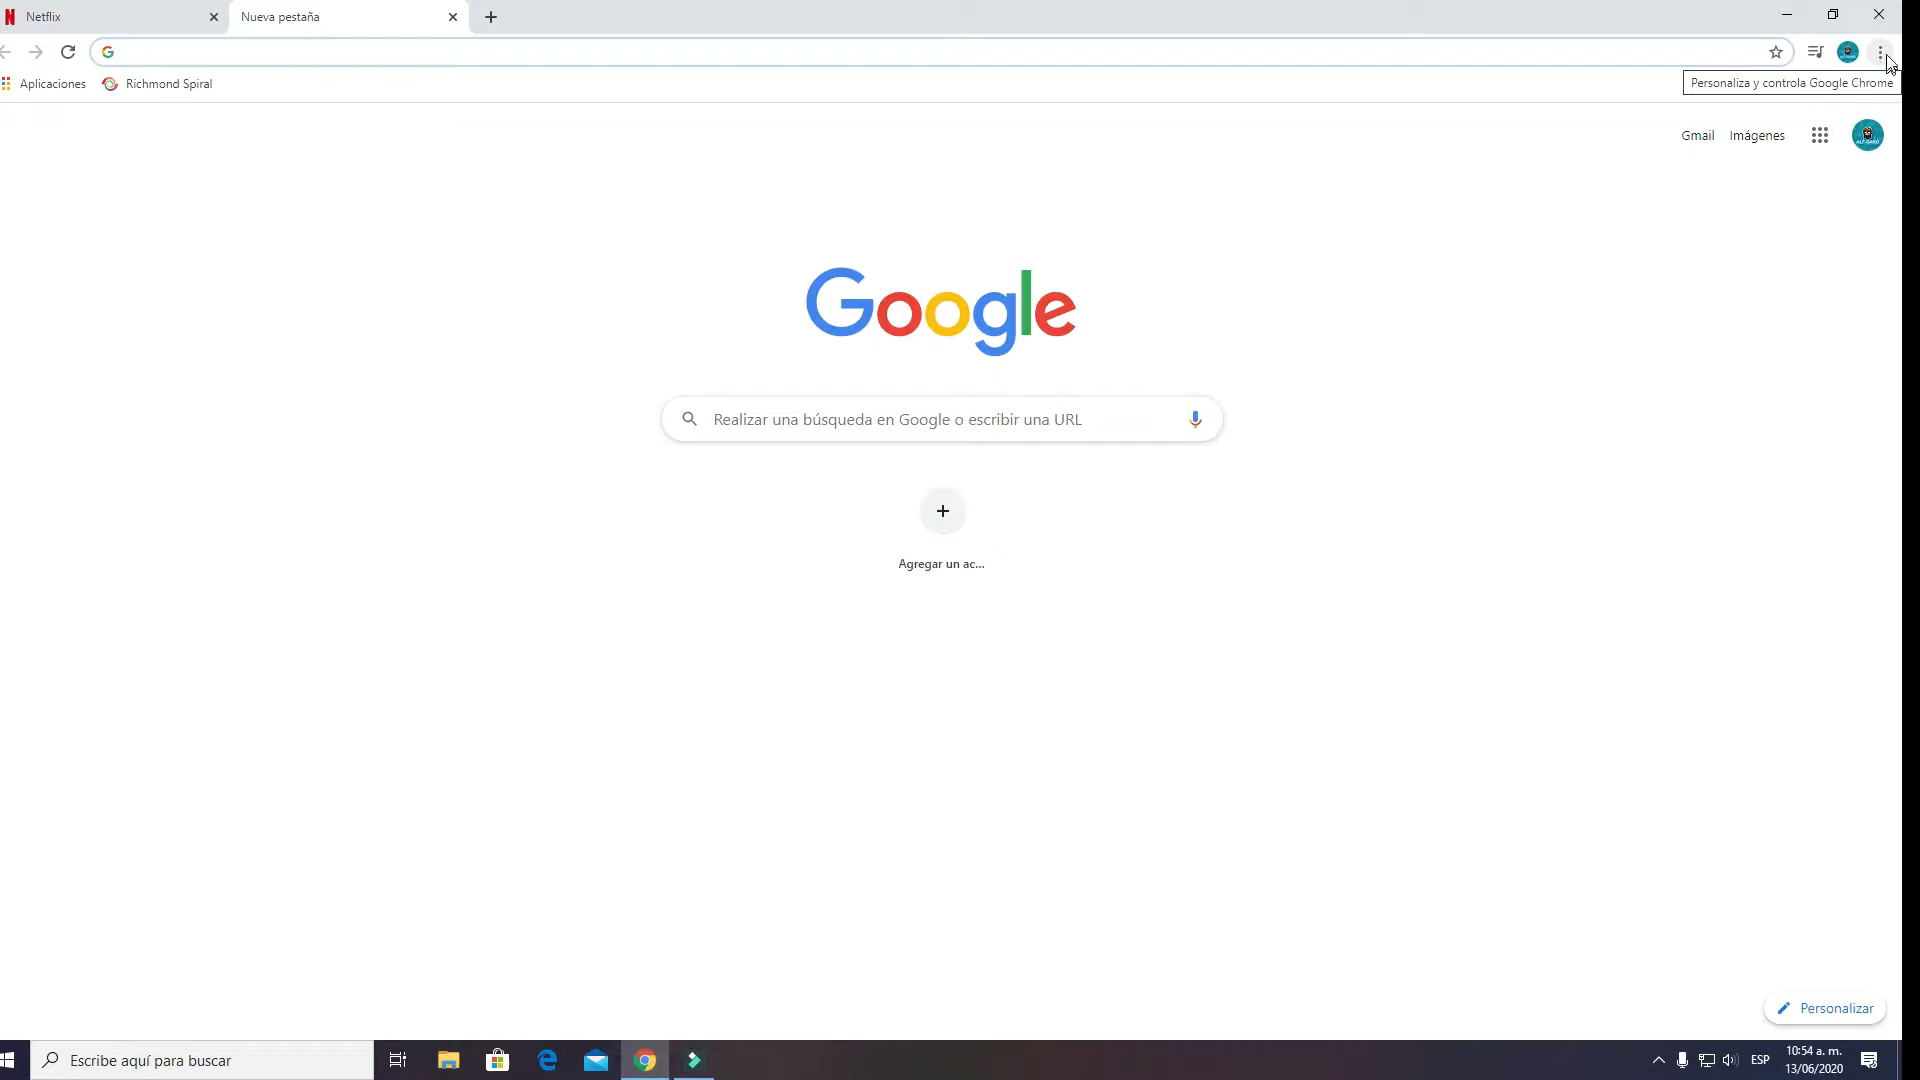 Netflix
Nueva pestaña
Aplicaciones
Richmond Spiral
Personaliza y controla Google Chrome
Gmail
Imágenes
Google
Realizar una búsqueda en Google o escribir una URL
Agregar un ac...
Personalizar
Escribe aquí para buscar
ESP
10:54 a. m.
13/06/2020